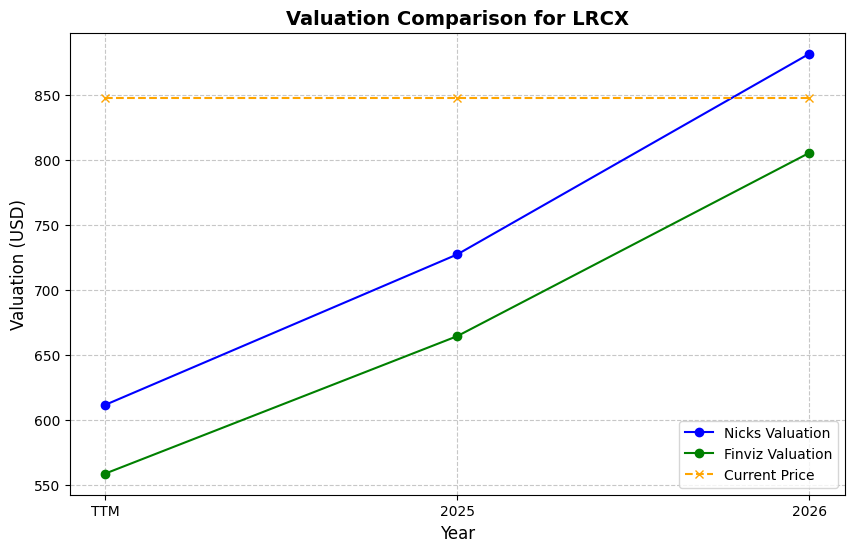 Valuation Comparison for LRCX
Valuation (USD)
850
800
750
700
650
600
550
TTM
2025
2026
Year
Nicks Valuation
Finviz Valuation
Current Price